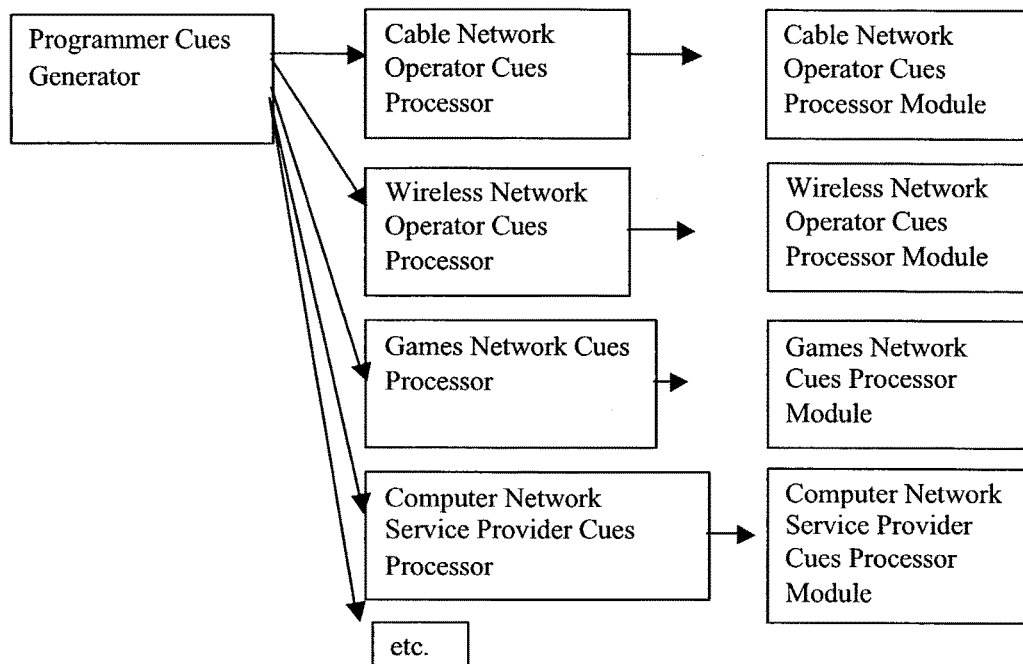 Programmer Cues
Generator
Cable Network
Operator Cues
Processor
Cable Network
Operator Cues
Processor Module
Wireless Network
Operator Cues
Processor
Wireless Network
Operator Cues
Processor Module
Games Network Cues
Processor
Games Network
Cues Processor
Module
Computer Network
Service Provider Cues
Processor
Computer Network
Service Provider
Cues Processor
Module
etc.